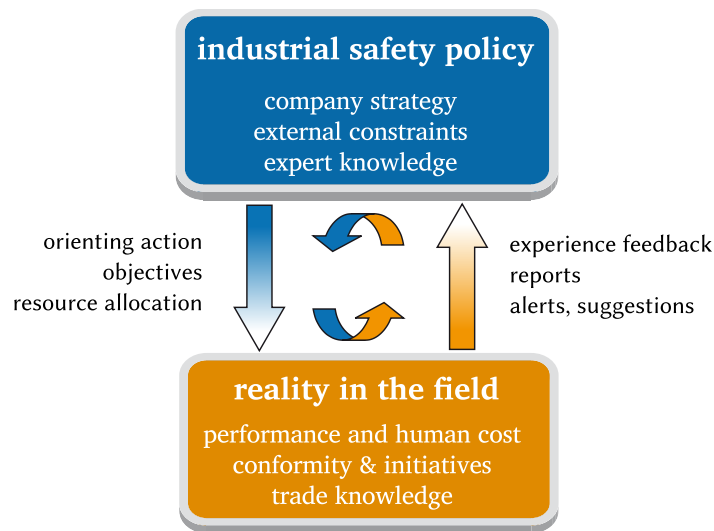 industrial safety policy
company strategy
external constraints
expert knowledge
orienting action
objectives
resource allocation
experience feedback
reports
alerts, suggestions
reality in the field
performance and human cost
conformity & initiatives
trade knowledge